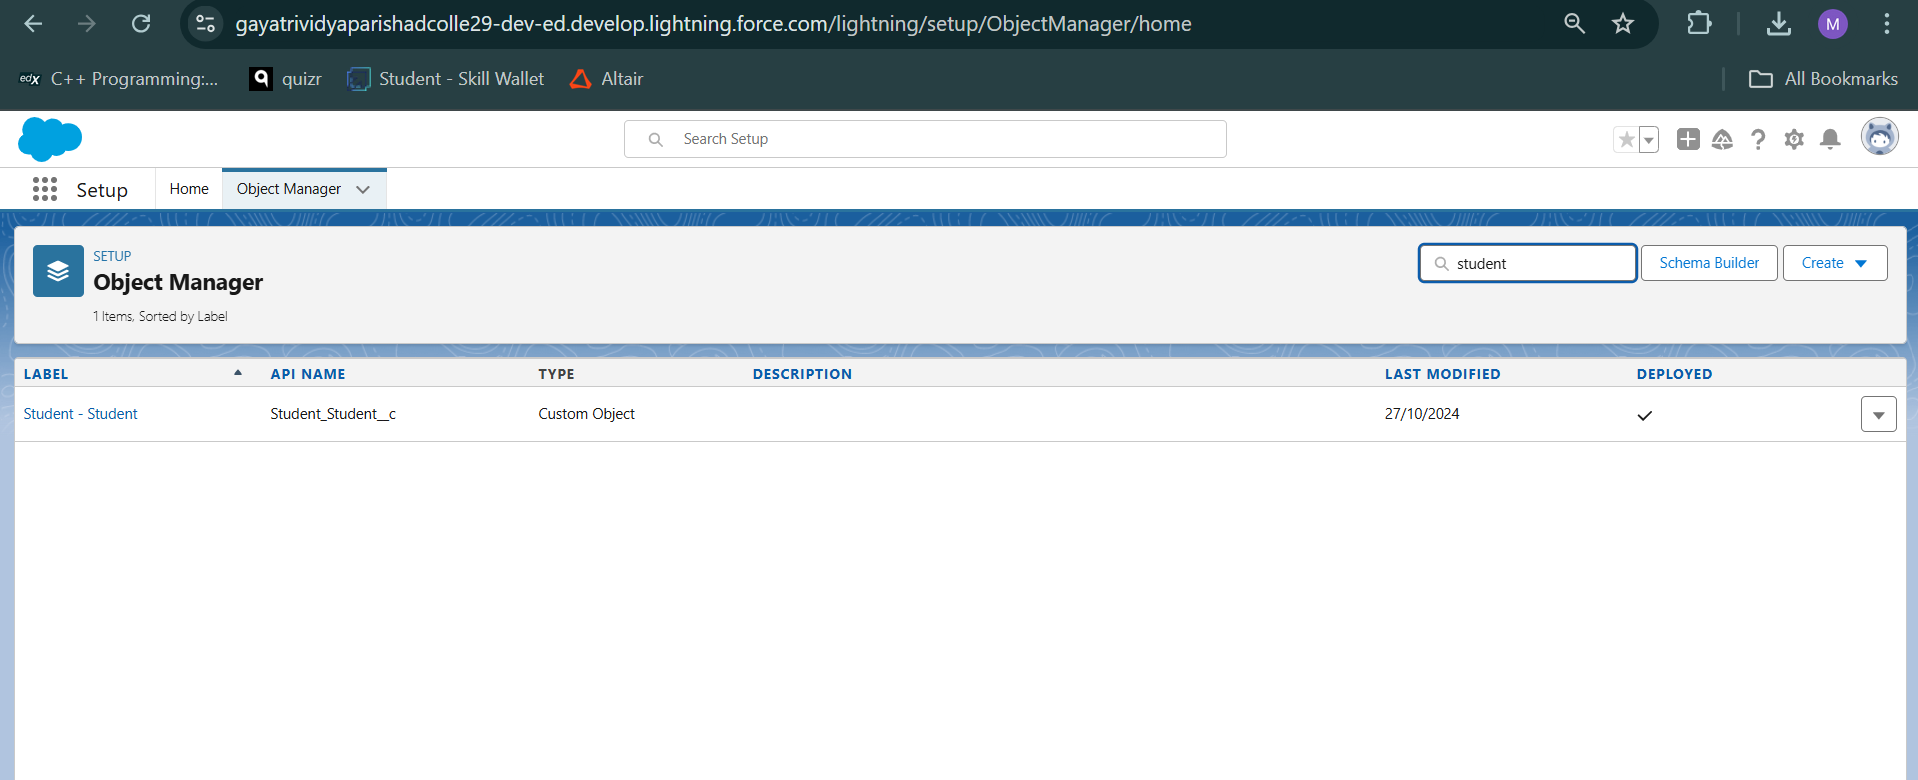 gayatrividyaparishadcolle29-dev-ed.develop.lightning.force.com/lightning/setup/ObjectManager/home
M
edX C++ Programming:...
q quizr
Student - Skill Wallet
Altair
All Bookmarks
Search Setup
Setup
Home
Object Manager
SETUP
Object Manager
1 Items, Sorted by Label
student
Schema Builder
Create
LABEL API NAME TYPE DESCRIPTION LAST MODIFIED DEPLOYED
Student - Student Student_Student__c Custom Object 27/10/2024